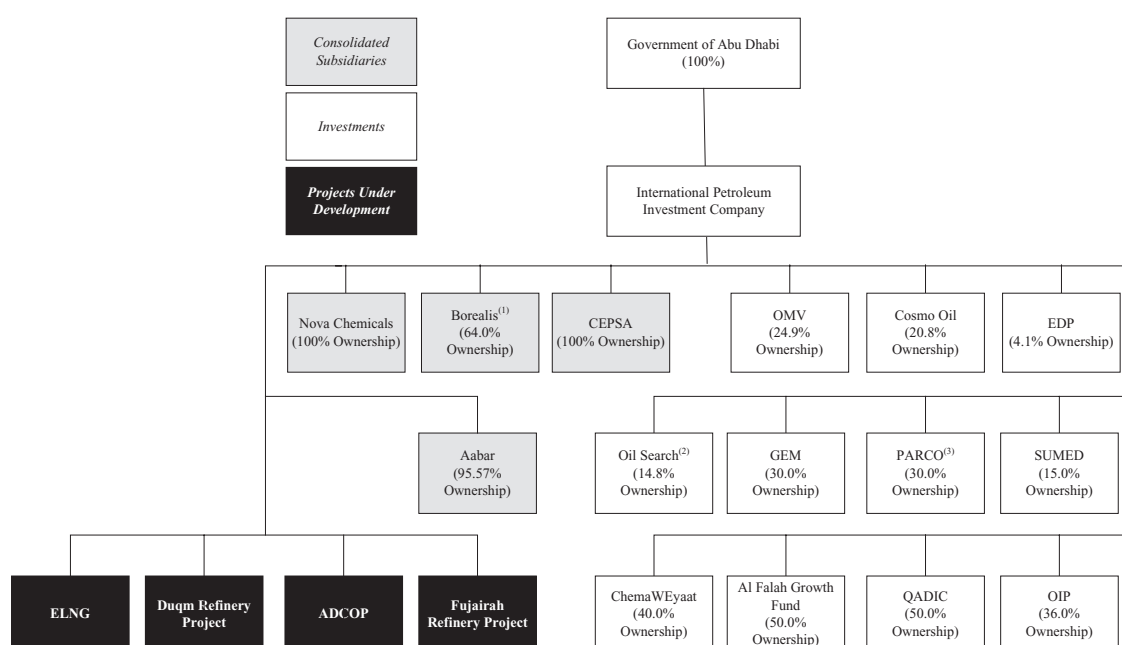 Consolidated
Subsidiaries
Government of Abu Dhabi
(100%)
Investments
Projects Under
Development
International Petroleum
Investment Company
Nova Chemicals
(100% Ownership)
Borealis(1)
(64.0%
Ownership)
CEPSA
(100% Ownership)
OMV
(24.9%
Ownership)
Cosmo Oil
(20.8%
Ownership)
EDP
(4.1% Ownership)
Aabar
(95.57%
Ownership)
Oil Search(2)
(14.8%
Ownership)
GEM
(30.0%
Ownership)
PARCO(3)
(30.0%
Ownership)
SUMED
(15.0%
Ownership)
ELNG
Duqm Refinery
Project
ADCOP
Fujairah
Refinery Project
ChemaWEyaat
(40.0%
Ownership)
Al Falah Growth
Fund
(50.0%
Ownership)
QADIC
(50.0%
Ownership)
OIP
(36.0%
Ownership)